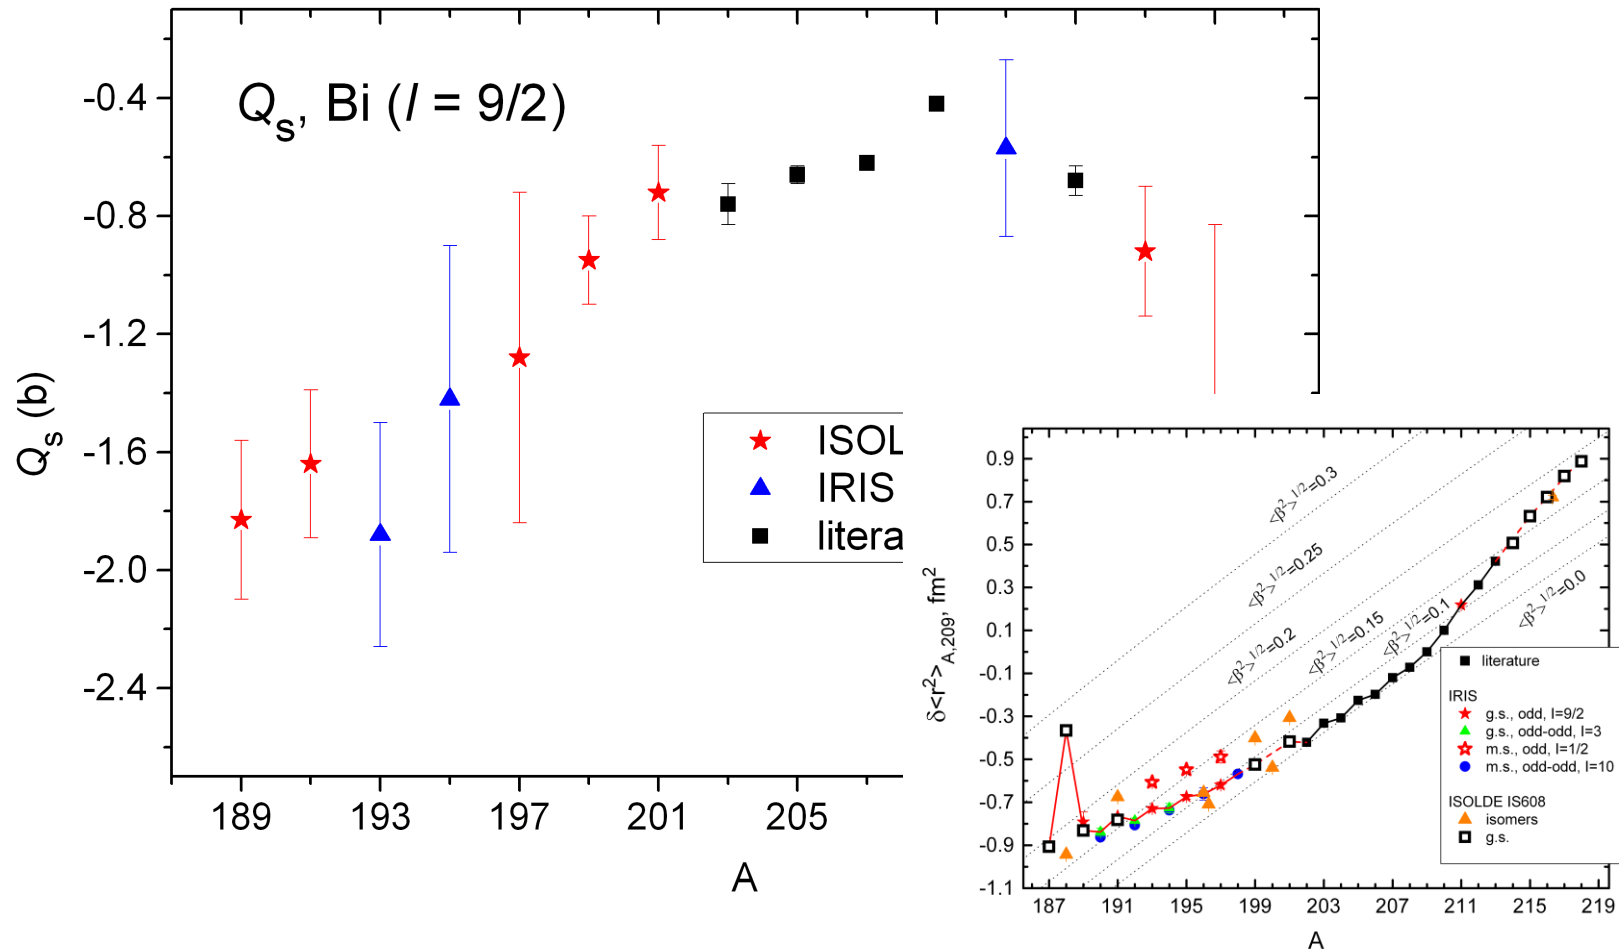 Qs, Bi (I = 9/2)
-0.4
-0.8
-1.2
-1.6
-2.0
-2.4
Qs (b)
189
193
197
201
205
A
ISOL
IRIS
litera
0.9
0.7
0.5
0.3
0.1
-0.1
-0.3
-0.5
-0.7
-0.9
-1.1
δ<r²>A,209, fm²
<β²>1/2=0.3
<β²>1/2=0.25
<β²>1/2=0.2
<β²>1/2=0.15
<β²>1/2=0.1
<β²>1/2=0.0
literature
IRIS
g.s., odd, I=9/2
g.s., odd-odd, I=3
m.s., odd, I=1/2
m.s., odd-odd, I=10
ISOLDE IS608
isomers
g.s.
187
191
195
199
203
207
211
215
219
A